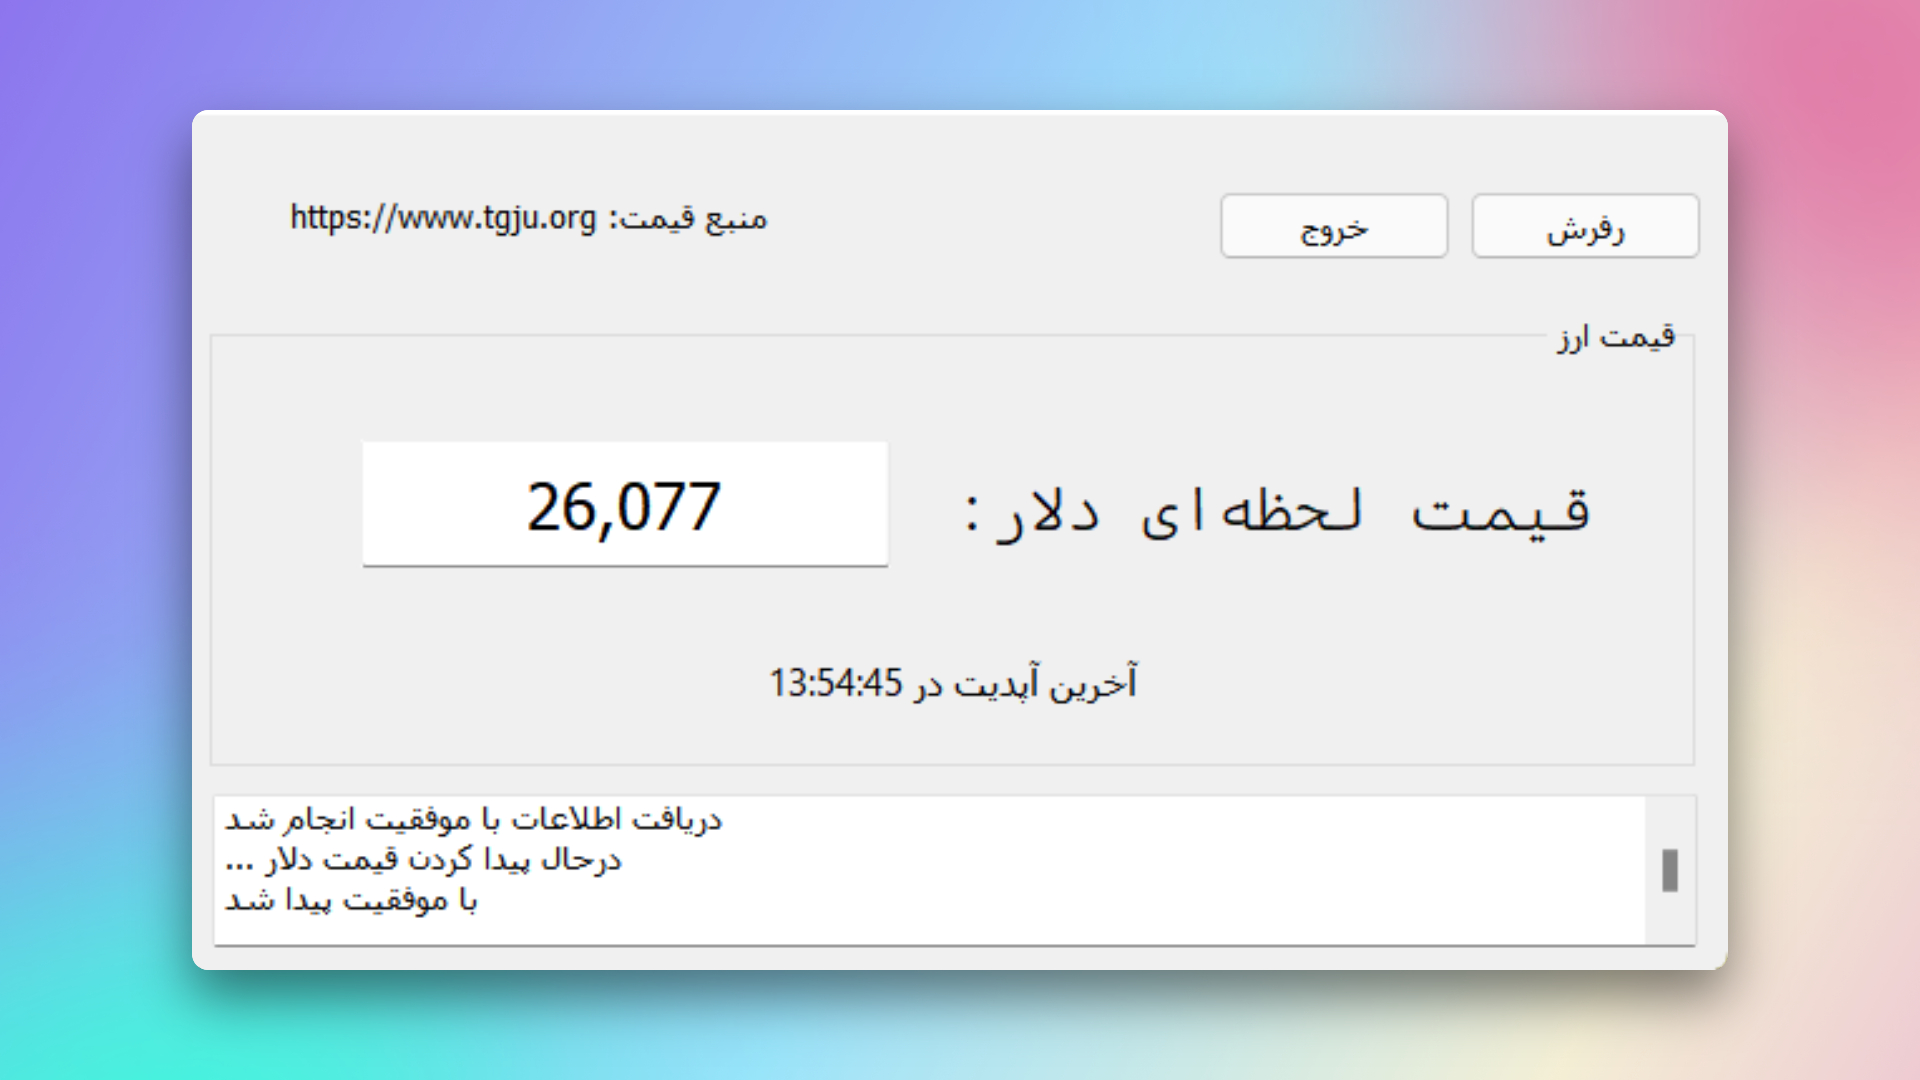 رفرش
خروج
منبع قیمت: https://www.tgju.org
قیمت ارز
قیمت لحظه ای دلار :
26,077
آخرین آپدیت در 13:54:45
دریافت اطلاعات با موفقیت انجام شد
درحال پیدا کردن قیمت دلار ...
با موفقیت پیدا شد